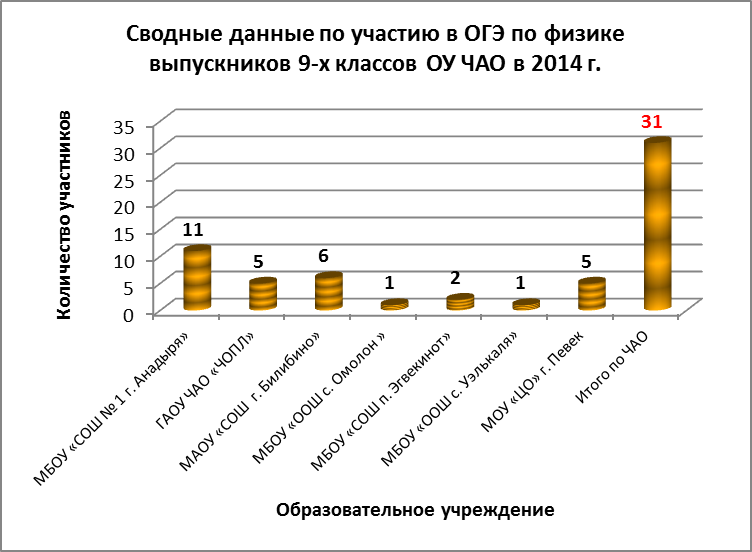 Сводные данные по участию в ОГЭ по физике
выпускников 9-х классов ОУ ЧАО в 2014 г.
Количество участников
35
30
25
20
15
10
5
0
11
5
6
1
2
1
5
31
МБОУ «СОШ № 1 г. Анадыря»
ГАОУ ЧАО «ЧОПЛ»
МАОУ «СОШ г. Билибино»
МБОУ «ООШ с. Омолон »
МБОУ «СОШ п. Эгвекинот»
МБОУ «ООШ с. Уэлькаля»
МОУ «ЦО» г. Певек
Итого по ЧАО
Образовательное учреждение